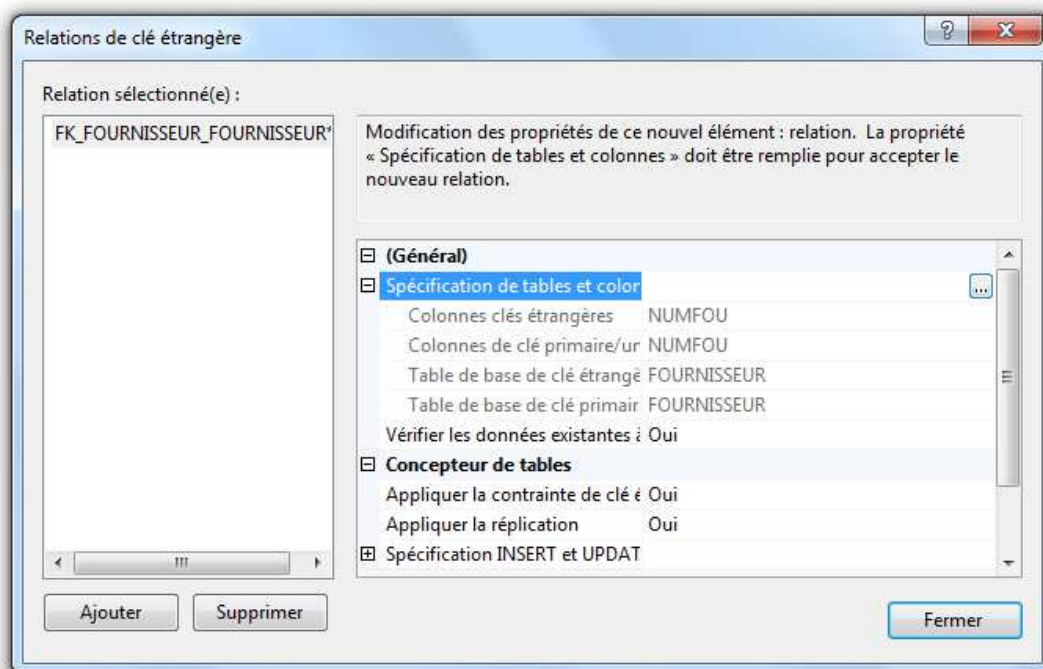 Relations de clé étrangère
Relation sélectionné(e) :
FK_FOURNISSEUR_FOURNISSEUR*
Modification des propriétés de ce nouvel élément : relation. La propriété
« Spécification de tables et colonnes » doit être remplie pour accepter le
nouveau relation.
(Général)
Spécification de tables et color
Colonnes clés étrangères NUMFOU
Colonnes de clé primaire/ur NUMFOU
Table de base de clé étrangè FOURNISSEUR
Table de base de clé primair FOURNISSEUR
Vérifier les données existantes à Oui
Concepteur de tables
Appliquer la contrainte de clé é Oui
Appliquer la réplication Oui
Spécification INSERT et UPDAT
Ajouter Supprimer
Fermer